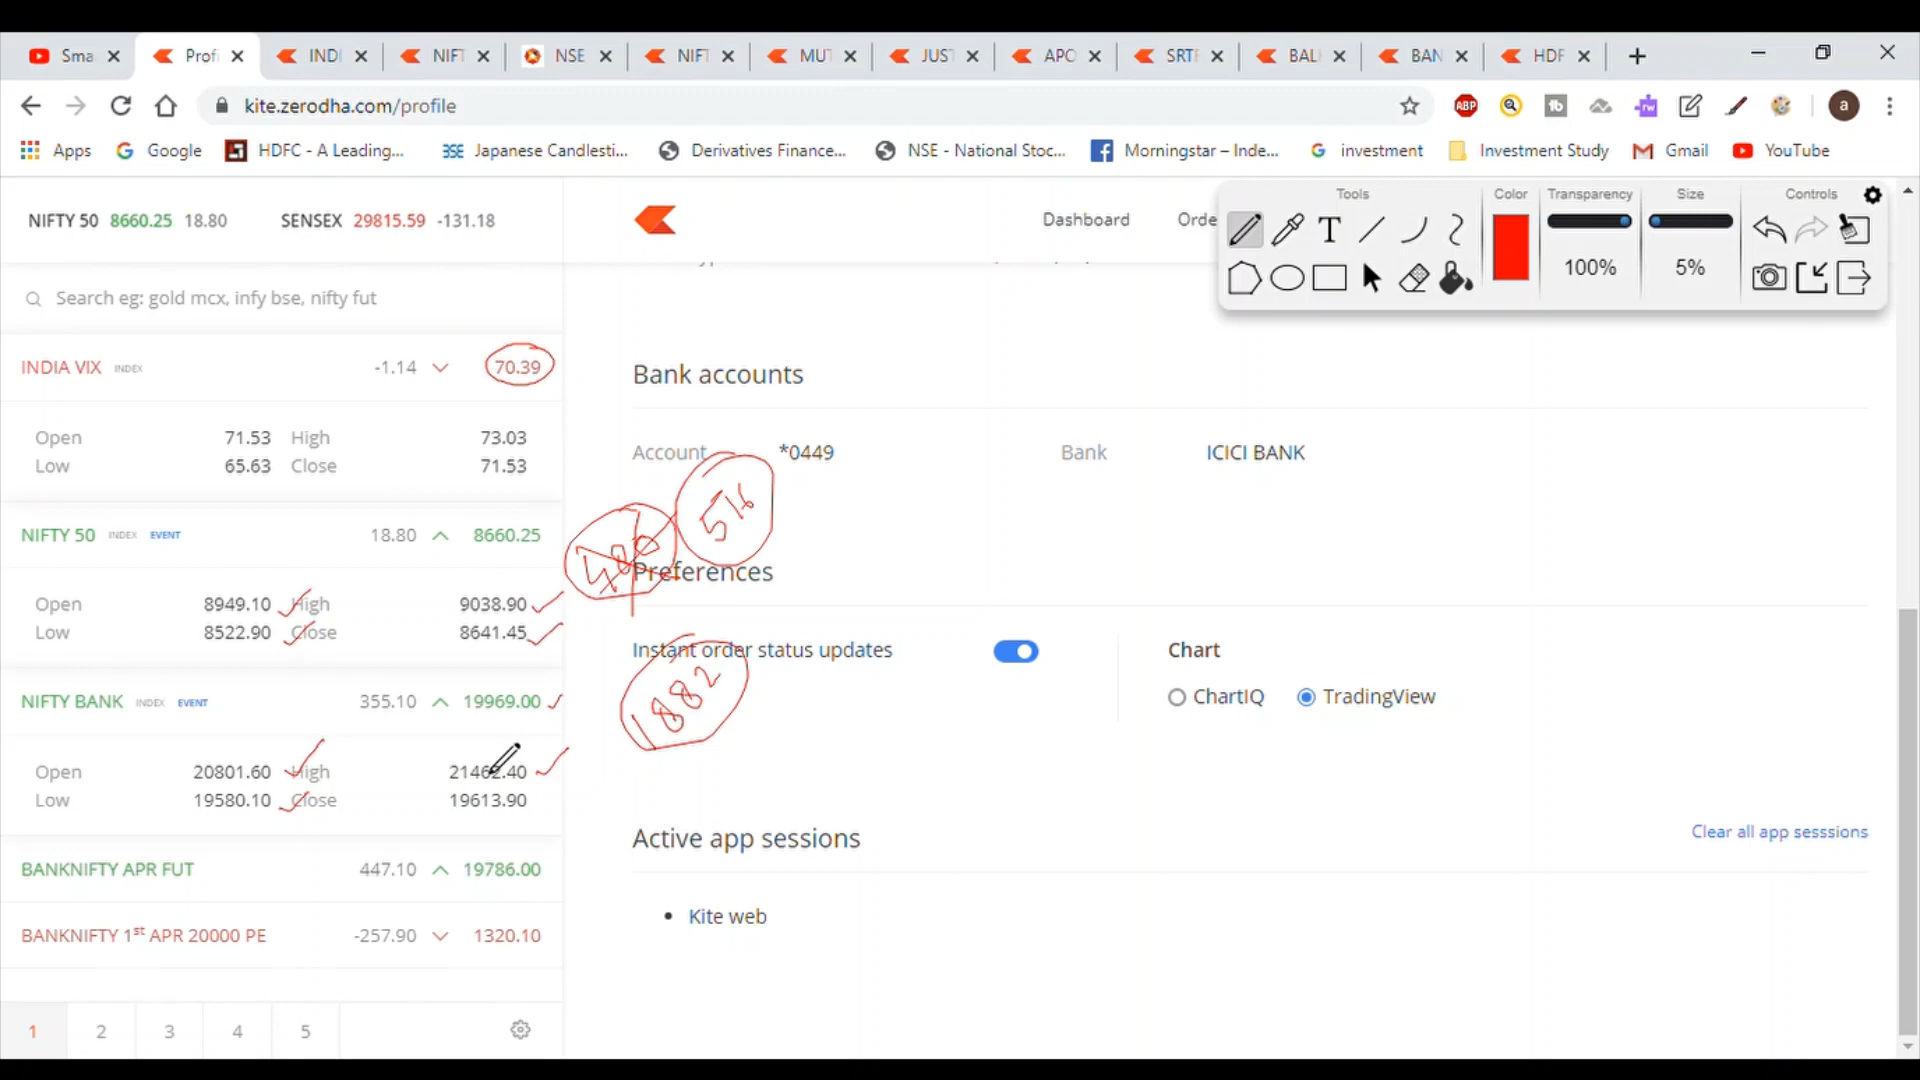 Sma
Profi
INDI
NIFT
NSE
NIFT
MUT
JUST
APO
SRTF
BALI
BAN
HDF
kite.zerodha.com/profile
ABP
a
Apps
Google
HDFC - A Leading...
BSE Japanese Candlesti...
Derivatives Finance...
NSE - National Stoc...
Morningstar – Inde...
investment
Investment Study
Gmail
YouTube
NIFTY 50 8660.25 18.80 SENSEX 29815.59 -131.18
Dashboard Orde
Tools Color Transparency Size Controls
T
100% 5%
Search eg: gold mcx, infy bse, nifty fut
INDIA VIX INDEX -1.14 70.39
Open 71.53 High 73.03
Low 65.63 Close 71.53
NIFTY 50 INDEX EVENT 18.80 8660.25
Open 8949.10 High 9038.90
Low 8522.90 Close 8641.45
NIFTY BANK INDEX EVENT 355.10 19969.00
Open 20801.60 High 21462.40
Low 19580.10 Close 19613.90
BANKNIFTY APR FUT 447.10 19786.00
BANKNIFTY 1st APR 20000 PE -257.90 1320.10
1 2 3 4 5
Bank accounts
Account *0449 Bank ICICI BANK
516
400
Preferences
Instant order status updates
1882
Chart
ChartIQ TradingView
Active app sessions
Clear all app sesssions
Kite web